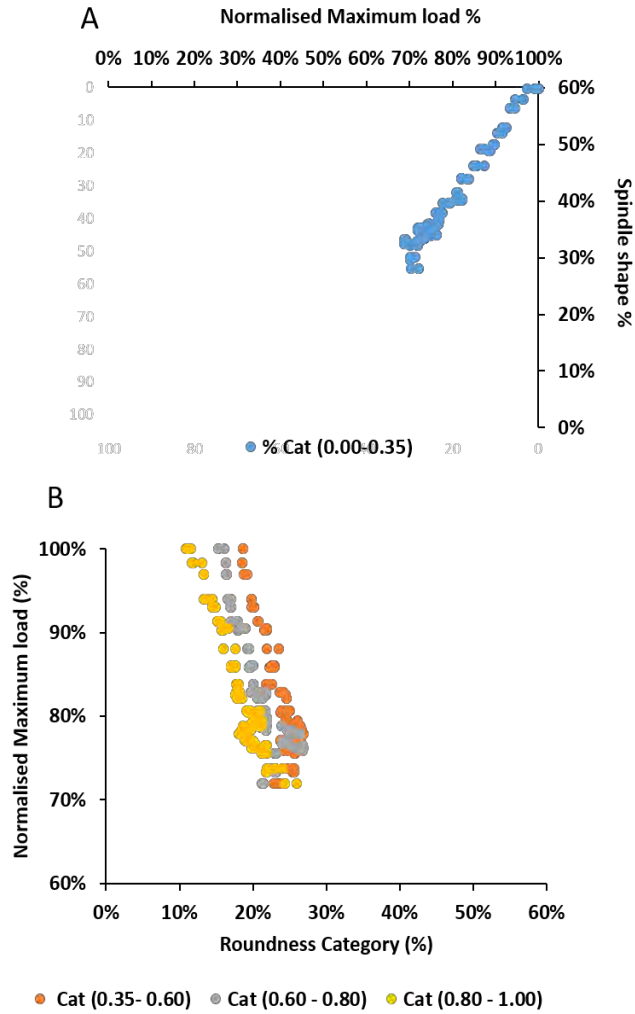 A
Normalised Maximum load %
0% 10% 20% 30% 40% 50% 60% 70% 80% 90% 100%
0 60%
10
20 50%
30
40 40%
50 30%
60
70 20%
80
90 10%
100
0%
Spindle shape %
100 80 60 40 20 0
% Cat (0.00-0.35)
B
100%
90%
80%
70%
60%
Normalised Maximum load (%)
0% 10% 20% 30% 40% 50% 60%
Roundness Category (%)
Cat (0.35- 0.60) Cat (0.60 - 0.80) Cat (0.80 - 1.00)